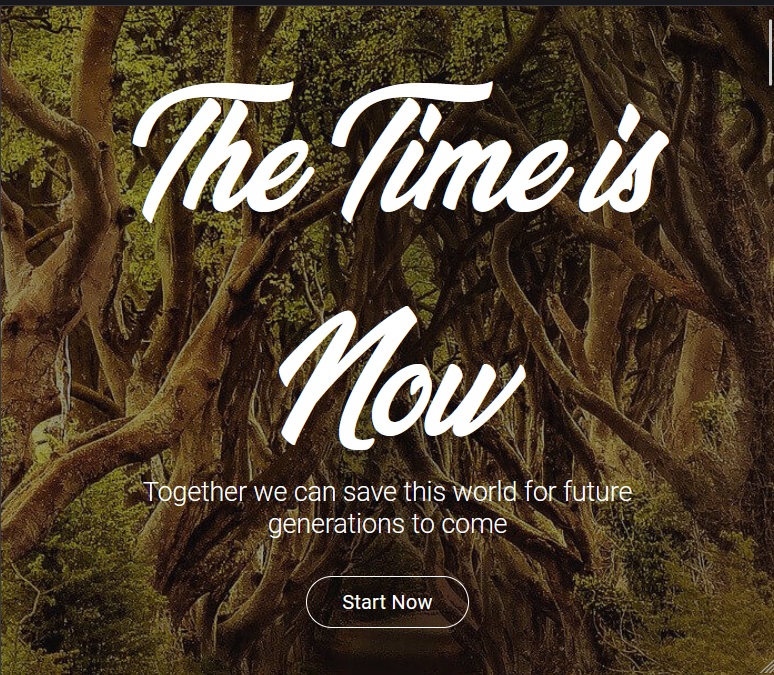 The Time is
Now
Together we can save this world for future
generations to come
Start Now